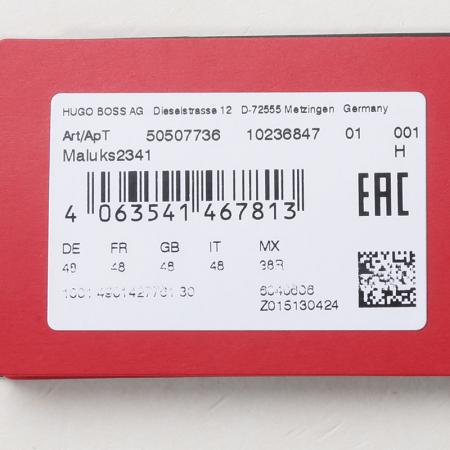 HUGO BOSS AG Dieselstrasse 12 D-72555 Metzingen Germany
Art/ApT 50507736 10236847 01 001
Maluks2341 H
4 063541 467813
EAC
DE FR GB IT MX
48 48 48 48 38R
Z015130424